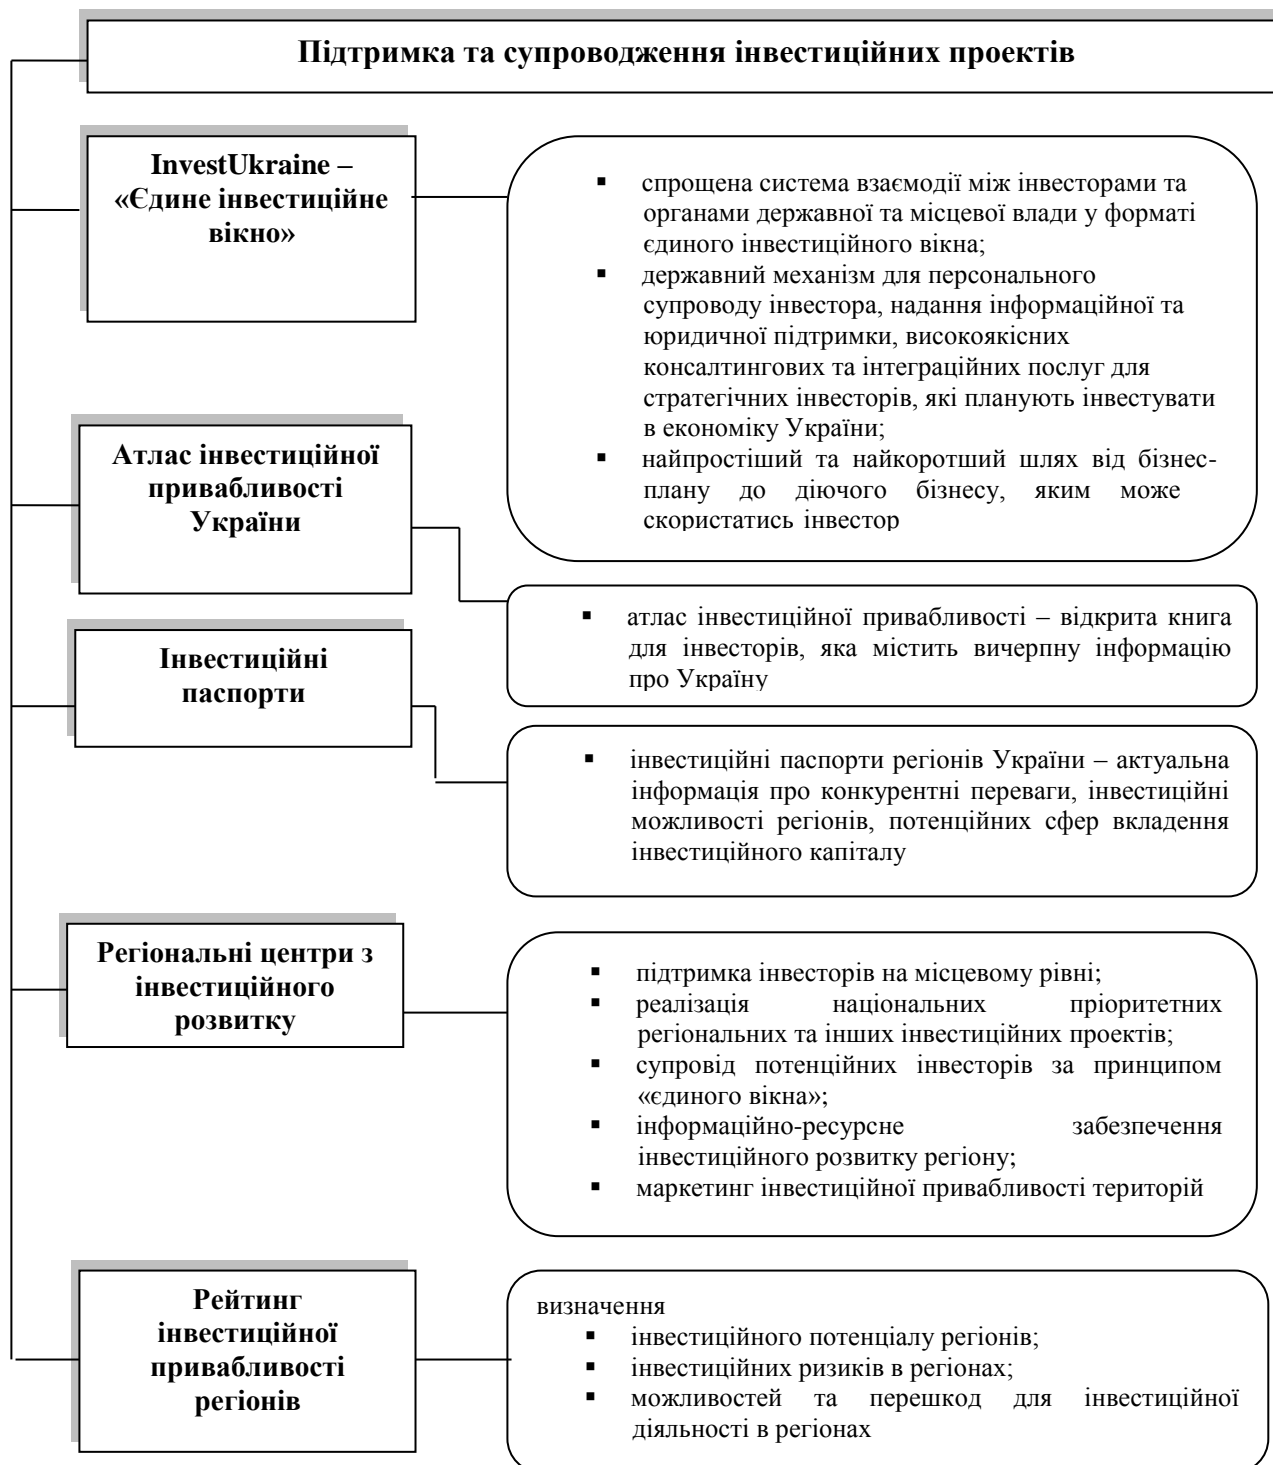 Підтримка та супроводження інвестиційних проектів
InvestUkraine –
«Єдине інвестиційне
вікно»
▪ спрощена система взаємодії між інвесторами та
органами державної та місцевої влади у форматі
єдиного інвестиційного вікна;
▪ державний механізм для персонального
супроводу інвестора, надання інформаційної та
юридичної підтримки, високоякісних
консалтингових та інтеграційних послуг для
стратегічних інвесторів, які планують інвестувати
в економіку України;
▪ найпростіший та найкоротший шлях від бізнес-
плану до діючого бізнесу, яким може
скористатись інвестор
Атлас інвестиційної
привабливості
України
▪ атлас інвестиційної привабливості – відкрита книга
для інвесторів, яка містить вичерпну інформацію
про Україну
Інвестиційні
паспорти
▪ інвестиційні паспорти регіонів України – актуальна
інформація про конкурентні переваги, інвестиційні
можливості регіонів, потенційних сфер вкладення
інвестиційного капіталу
Регіональні центри з
інвестиційного
розвитку
▪ підтримка інвесторів на місцевому рівні;
▪ реалізація національних пріоритетних
регіональних та інших інвестиційних проектів;
▪ супровід потенційних інвесторів за принципом
«єдиного вікна»;
▪ інформаційно-ресурсне забезпечення
інвестиційного розвитку регіону;
▪ маркетинг інвестиційної привабливості територій
Рейтинг
інвестиційної
привабливості
регіонів
визначення
▪ інвестиційного потенціалу регіонів;
▪ інвестиційних ризиків в регіонах;
▪ можливостей та перешкод для інвестиційної
діяльності в регіонах